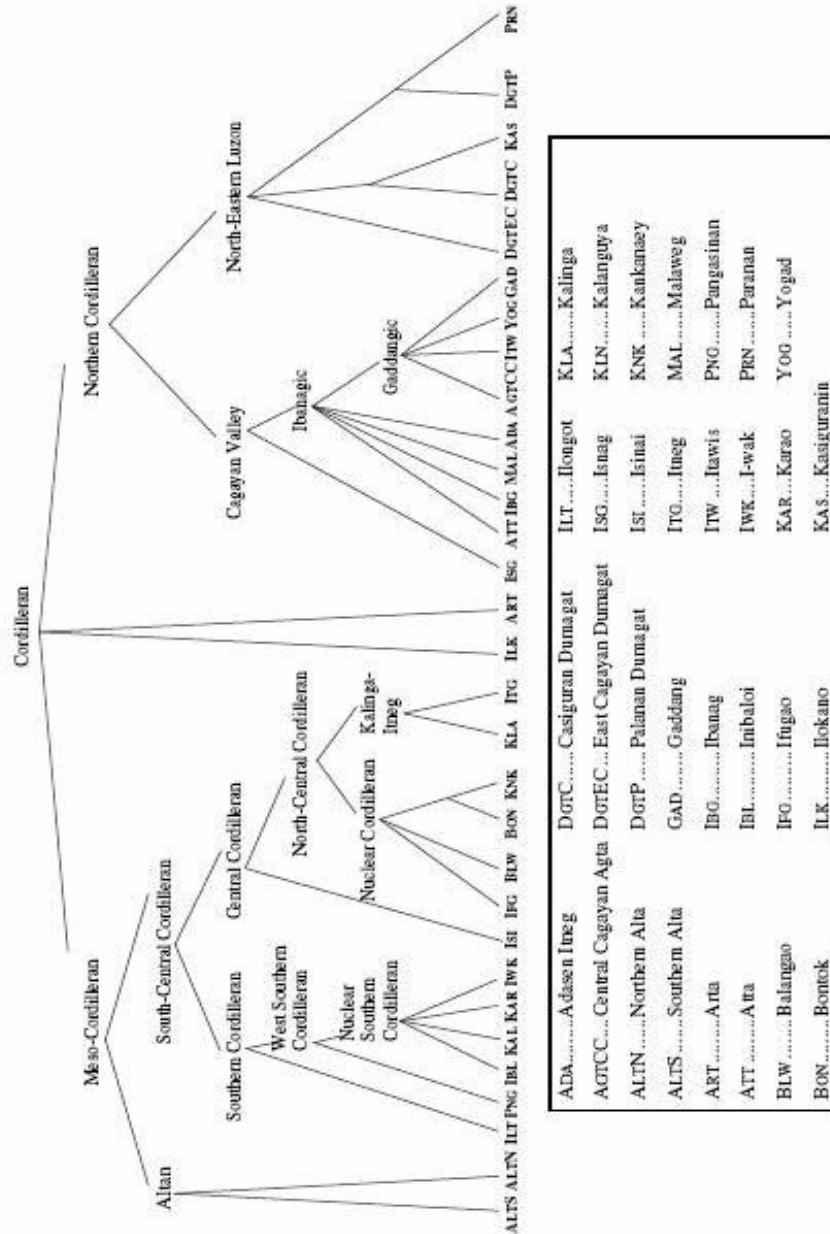 Cordilleran
Meso-Cordilleran
Northern Cordilleran
Altan
South-Central Cordilleran
Cagayan Valley
North-Eastern Luzon
Southern Cordilleran
Central Cordilleran
West Southern
Cordilleran
North-Central Cordilleran
Ibanagic
Nuclear
Southern
Cordilleran
Nuclear Cordilleran
Kalinga-
Itneg
Gaddangic
ALTS ALTN ILT PNG IBL KAL KAR IWK ISI IFG BLW BON KNK KLA ITG ILK ART ISG ATT IBG MAL ADA AGTCC ITW YOG GAD DGTEC DGTC KAS DGTP PRN
ADA........Adasen Itneg
AGTCC....Central Cagayan Agta
ALTN ......Northern Alta
ALTS ........Southern Alta
ART ..........Arta
ATT ..........Atta
BLW ........Balangao
BON..........Bontok
DGTC......Casiguran Dumagat
DGTEC ... East Cagayan Dumagat
DGTP ......Palanan Dumagat
GAD.........Gaddang
IBG..........Ibanag
IBL..........Inibaloi
IFG..........Ifugao
ILK ..........Ilokano
ILT .....Ilongot
ISG.....Isnag
ISI ......Isinai
ITG.....Itneg
ITW ...Itawis
IWK....I-wak
KAR ...Karao
KAS ....Kasiguranin
KLA......Kalinga
KLN......Kalanguya
KNK .....Kankanaey
MAL......Malaweg
PNG......Pangasinan
PRN ......Paranan
YOG ......Yogad